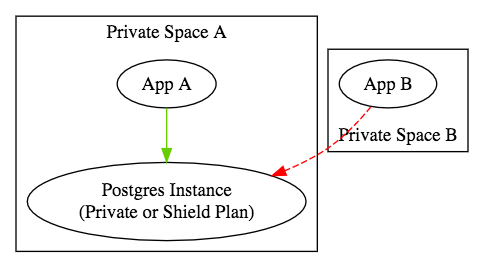 Private Space A
App A
App B
Private Space B
Postgres Instance
(Private or Shield Plan)